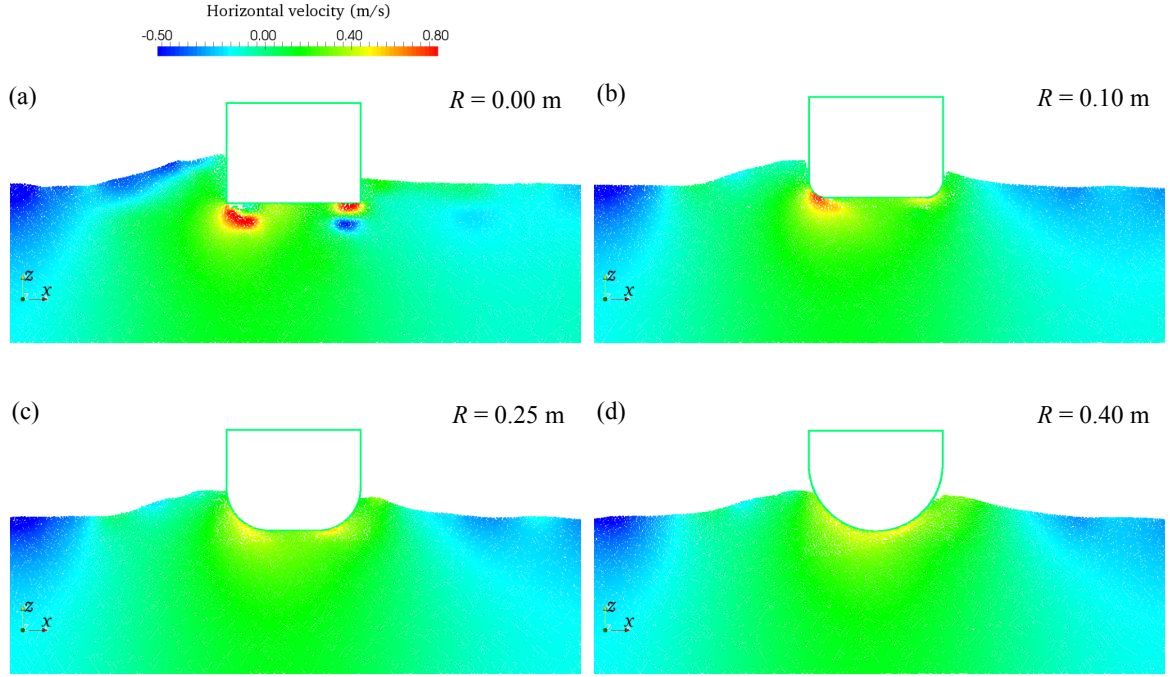 Horizontal velocity (m/s)
-0.50 0.00 0.40 0.80
(a) R = 0.00 m
(b) R = 0.10 m
z
x
z
x
(c) R = 0.25 m
(d) R = 0.40 m
z
x
z
x